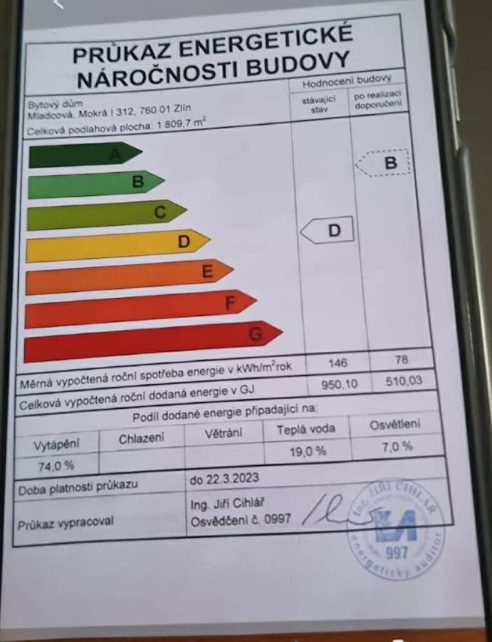 PRŮKAZ ENERGETICKÉ
NÁROČNOSTI BUDOVY
Bytový dům
Mladcová, Mokrá I 312, 760 01 Zlín
Celková podlahová plocha: 1 809,7 m²
Hodnocení budovy
stávající
stav
po realizaci
doporučení
A
B
B
C
D
D
E
F
G
Měrná vypočtená roční spotřeba energie v kWh/m²rok 146 78
Celková vypočtená roční dodaná energie v GJ 950,10 510,03
Podíl dodané energie připadající na:
Vytápění Chlazení Větrání Teplá voda Osvětlení
74,0 % 19,0 % 7,0 %
Doba platnosti průkazu do 22.3.2023
Průkaz vypracoval
Ing. Jiří Cihlář
Osvědčení č. 0997
Ing. JIŘÍ CIHLÁŘ
EA
997
energetický auditor